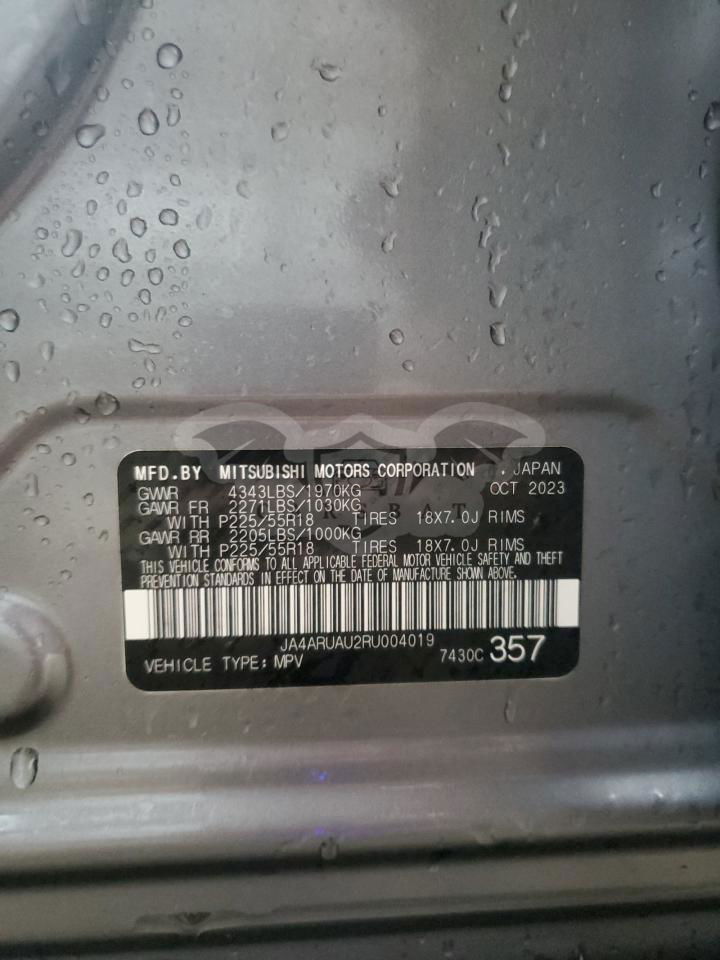 MFD.BY MITSUBISHI MOTORS CORPORATION . JAPAN
GVWR 4343LBS/1970KG OCT 2023
GAWR FR 2271LBS/1030KG
WITH P225/55R18 TIRES 18X7.0J RIMS
GAWR RR 2205LBS/1000KG
WITH P225/55R18 TIRES 18X7.0J RIMS
THIS VEHICLE CONFORMS TO ALL APPLICABLE FEDERAL MOTOR VEHICLE SAFETY AND THEFT
PREVENTION STANDARDS IN EFFECT ON THE DATE OF MANUFACTURE SHOWN ABOVE.
JA4ARUAU2RU004019
VEHICLE TYPE: MPV 7430C 357